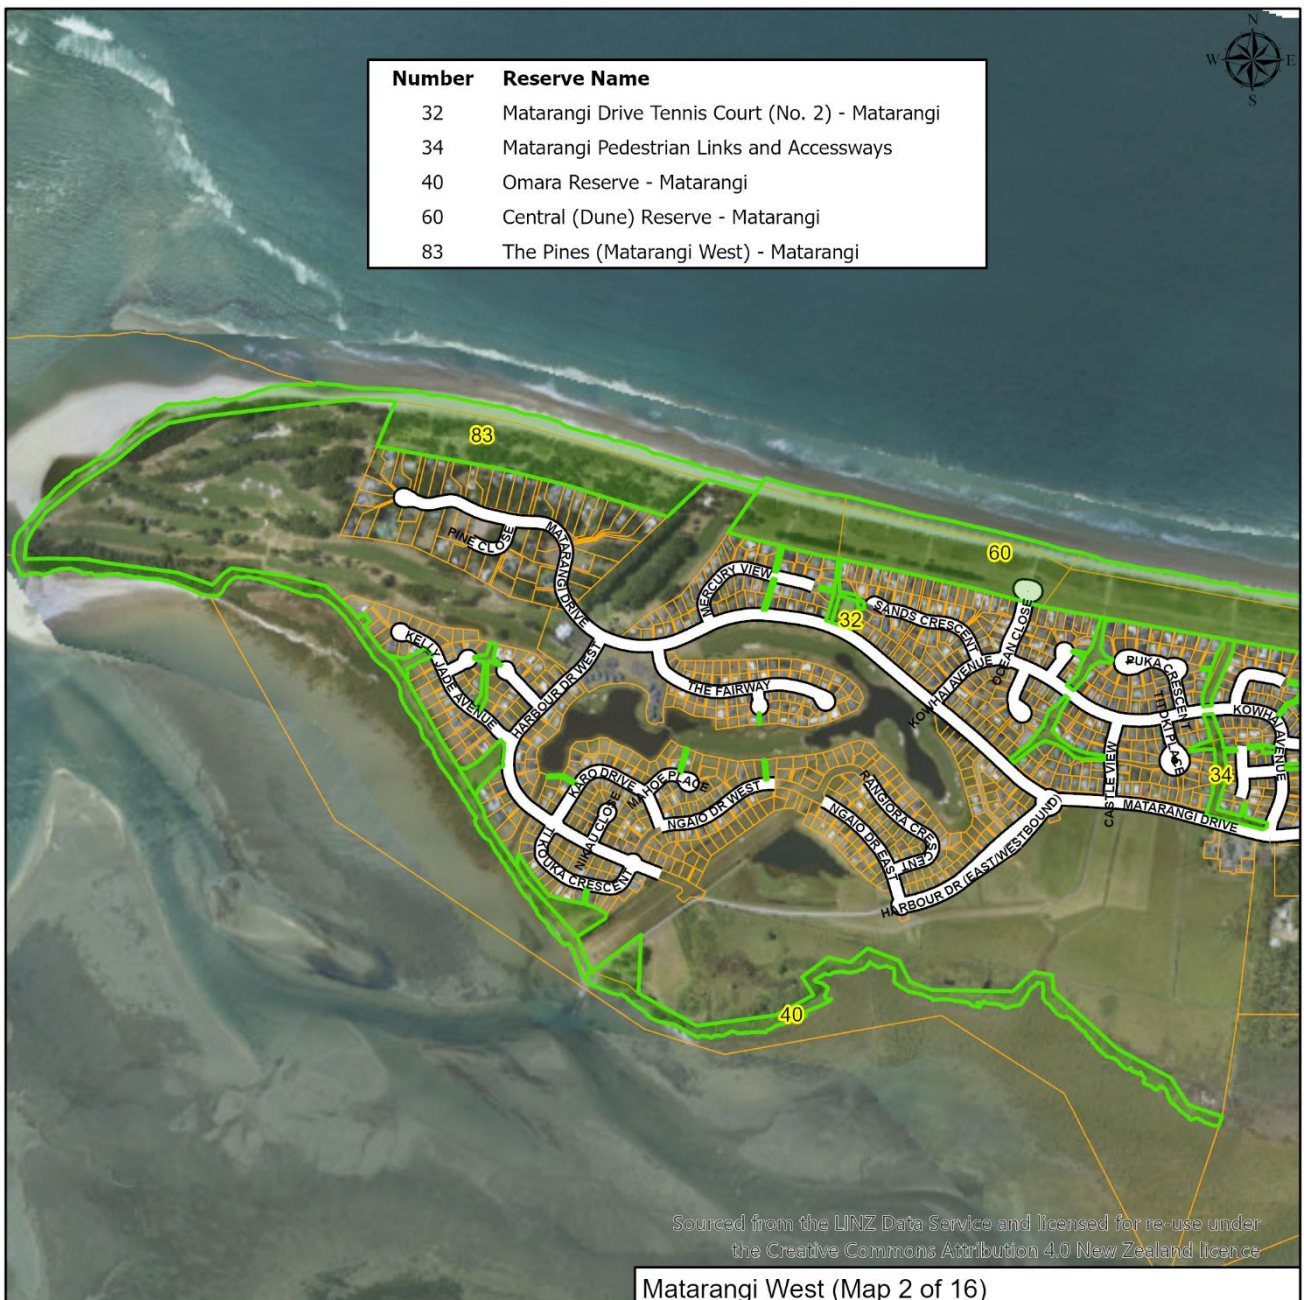 N
W E
S
Number Reserve Name
32 Matarangi Drive Tennis Court (No. 2) - Matarangi
34 Matarangi Pedestrian Links and Accessways
40 Omara Reserve - Matarangi
60 Central (Dune) Reserve - Matarangi
83 The Pines (Matarangi West) - Matarangi
83
PINE CLOSE
MATARANGI DRIVE
60
MERCURY VIEW
32
SANDS CRESCENT
OCEAN CLOSE
KELLY JADE AVENUE
HARBOUR DR WEST
THE FAIRWAY
KOWHAI AVENUE
PUKA CRESCENT
TITOKI PLACE
KOWHAI AVENUE
34
KARO DRIVE
MAHOE PLACE
NGAIO DR WEST
NIKAU CLOSE
TI KOUKA CRESCENT
RANGIORA CRESCENT
NGAIO DR EAST
HARBOUR DR (EAST/WESTBOUND)
CASTLE VIEW
MATARANGI DRIVE
40
Sourced from the LINZ Data Service and licensed for re-use under
the Creative Commons Attribution 4.0 New Zealand licence
Matarangi West (Map 2 of 16)